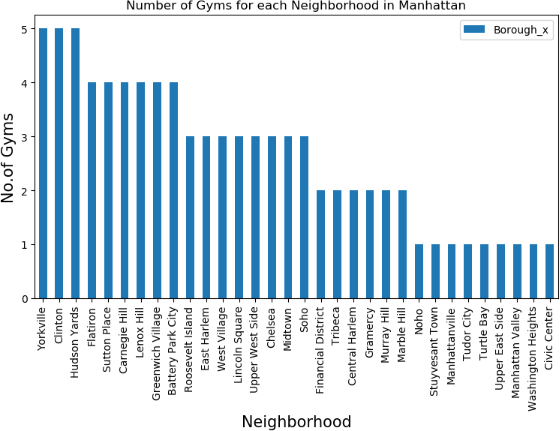 Number of Gyms for each Neighborhood in Manhattan
Borough_x
No.of Gyms
5
4
3
2
1
0
Yorkville
Clinton
Hudson Yards
Flatiron
Sutton Place
Carnegie Hill
Lenox Hill
Greenwich Village
Battery Park City
Roosevelt Island
East Harlem
West Village
Lincoln Square
Upper West Side
Chelsea
Midtown
Soho
Financial District
Tribeca
Central Harlem
Gramercy
Murray Hill
Marble Hill
Noho
Stuyvesant Town
Manhattanville
Tudor City
Turtle Bay
Upper East Side
Manhattan Valley
Washington Heights
Civic Center
Neighborhood